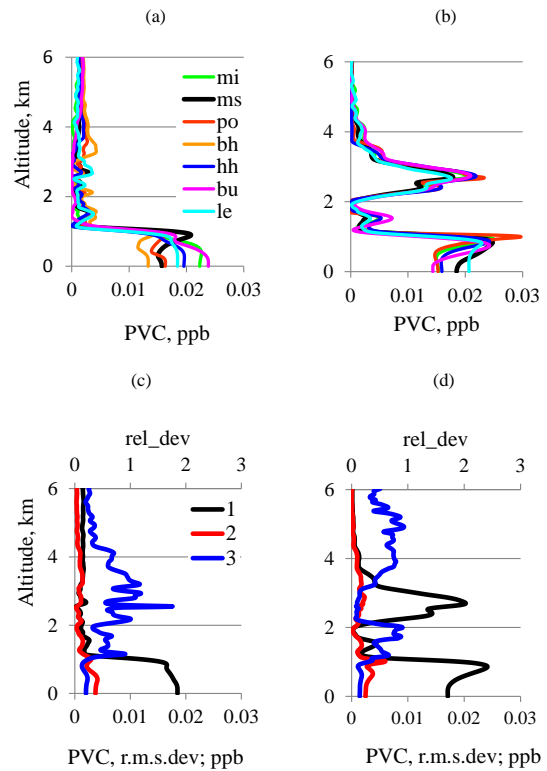 (a) (b)
6 6
mi
ms
Altitude, km
po
4 bh 4
hh
bu
2 le 2
0 0
0 0.01 0.02 0.03 0 0.01 0.02 0.03
PVC, ppb PVC, ppb
(c) (d)
rel_dev rel_dev
0 1 2 3 0 1 2 3
6 6
1
2
Altitude, km
3
4 4
2 2
0 0
0 0.01 0.02 0.03 0 0.01 0.02 0.03
PVC, r.m.s.dev; ppb PVC, r.m.s.dev; ppb